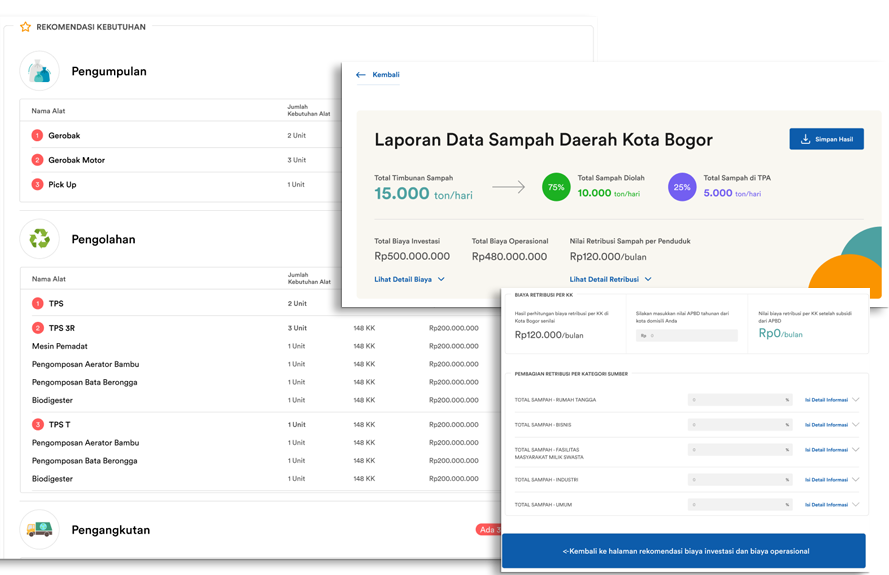 REKOMENDASI KEBUTUHAN
Pengumpulan
Nama Alat
Jumlah
Kebutuhan Alat
1 Gerobak 2 Unit
2 Gerobak Motor 3 Unit
3 Pick Up 1 Unit
Pengolahan
Nama Alat
Jumlah
Kebutuhan Alat
1 TPS 2 Unit
2 TPS 3R 3 Unit 148 KK Rp200.000.000
Mesin Pemadat 1 Unit 148 KK Rp200.000.000
Pengomposan Aerator Bambu 1 Unit 148 KK Rp200.000.000
Pengomposan Bata Berongga 1 Unit 148 KK Rp200.000.000
Biodigester 1 Unit 148 KK Rp200.000.000
3 TPS T 1 Unit 148 KK Rp200.000.000
Pengomposan Aerator Bambu 1 Unit 148 KK Rp200.000.000
Pengomposan Bata Berongga 1 Unit 148 KK Rp200.000.000
Biodigester 1 Unit 148 KK Rp200.000.000
Pengangkutan
Ada 3
← Kembali
Laporan Data Sampah Daerah Kota Bogor
Simpan Hasil
Total Timbunan Sampah
15.000 ton/hari
75%
Total Sampah Diolah
10.000 ton/hari
25%
Total Sampah di TPA
5.000 ton/hari
Total Biaya Investasi
Rp500.000.000
Total Biaya Operasional
Rp480.000.000
Nilai Retribusi Sampah per Penduduk
Rp120.000/bulan
Lihat Detail Biaya
Lihat Detail Retribusi
BIAYA RETRIBUSI PER KK
Hasil perhitungan biaya retribusi per KK di
Kota Bogor senilai
Rp120.000/bulan
Silakan masukkan nilai APBD tahunan dari
kota domisili Anda
Rp 0
Nilai biaya retribusi per KK setelah subsidi
dari APBD
Rp0/bulan
PEMBAGIAN RETRIBUSI PER KATEGORI SUMBER
TOTAL SAMPAH - RUMAH TANGGA 0 % Isi Detail Informasi
TOTAL SAMPAH - BISNIS 0 % Isi Detail Informasi
TOTAL SAMPAH - FASILITAS
MASYARAKAT MILIK SWASTA 0 % Isi Detail Informasi
TOTAL SAMPAH - INDUSTRI 0 % Isi Detail Informasi
TOTAL SAMPAH - UMUM 0 % Isi Detail Informasi
<-Kembali ke halaman rekomendasi biaya investasi dan biaya operasional